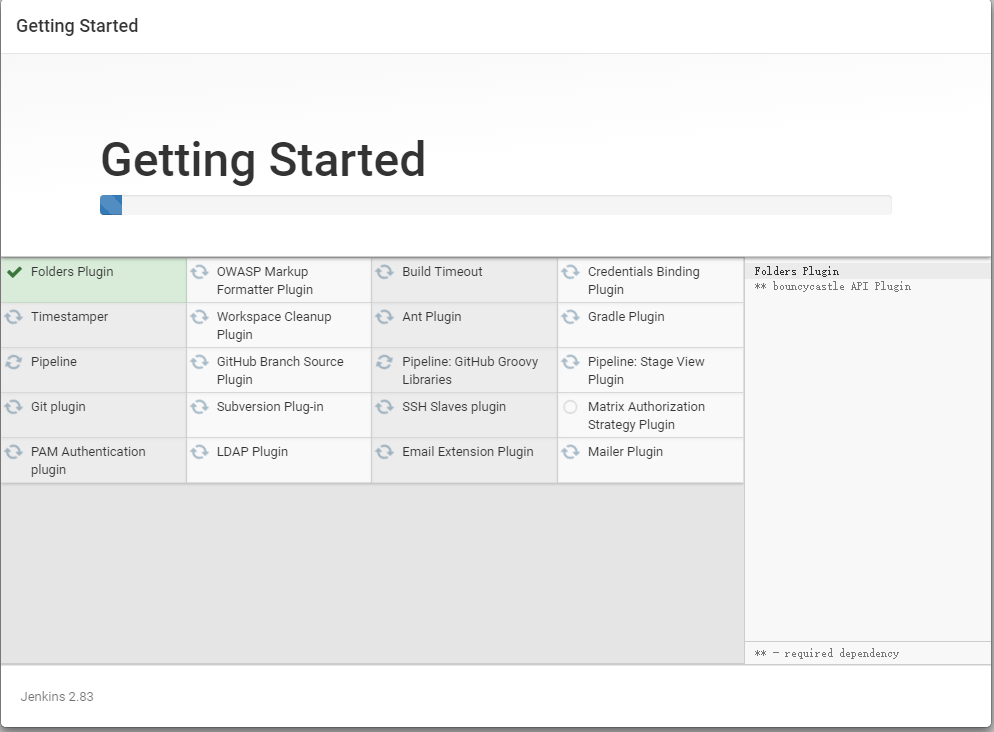 Getting Started
Getting Started
Folders Plugin
OWASP Markup
Formatter Plugin
Build Timeout
Credentials Binding
Plugin
Timestamper
Workspace Cleanup
Plugin
Ant Plugin
Gradle Plugin
Pipeline
GitHub Branch Source
Plugin
Pipeline: GitHub Groovy
Libraries
Pipeline: Stage View
Plugin
Git plugin
Subversion Plug-in
SSH Slaves plugin
Matrix Authorization
Strategy Plugin
PAM Authentication
plugin
LDAP Plugin
Email Extension Plugin
Mailer Plugin
Folders Plugin
** bouncycastle API Plugin
** - required dependency
Jenkins 2.83